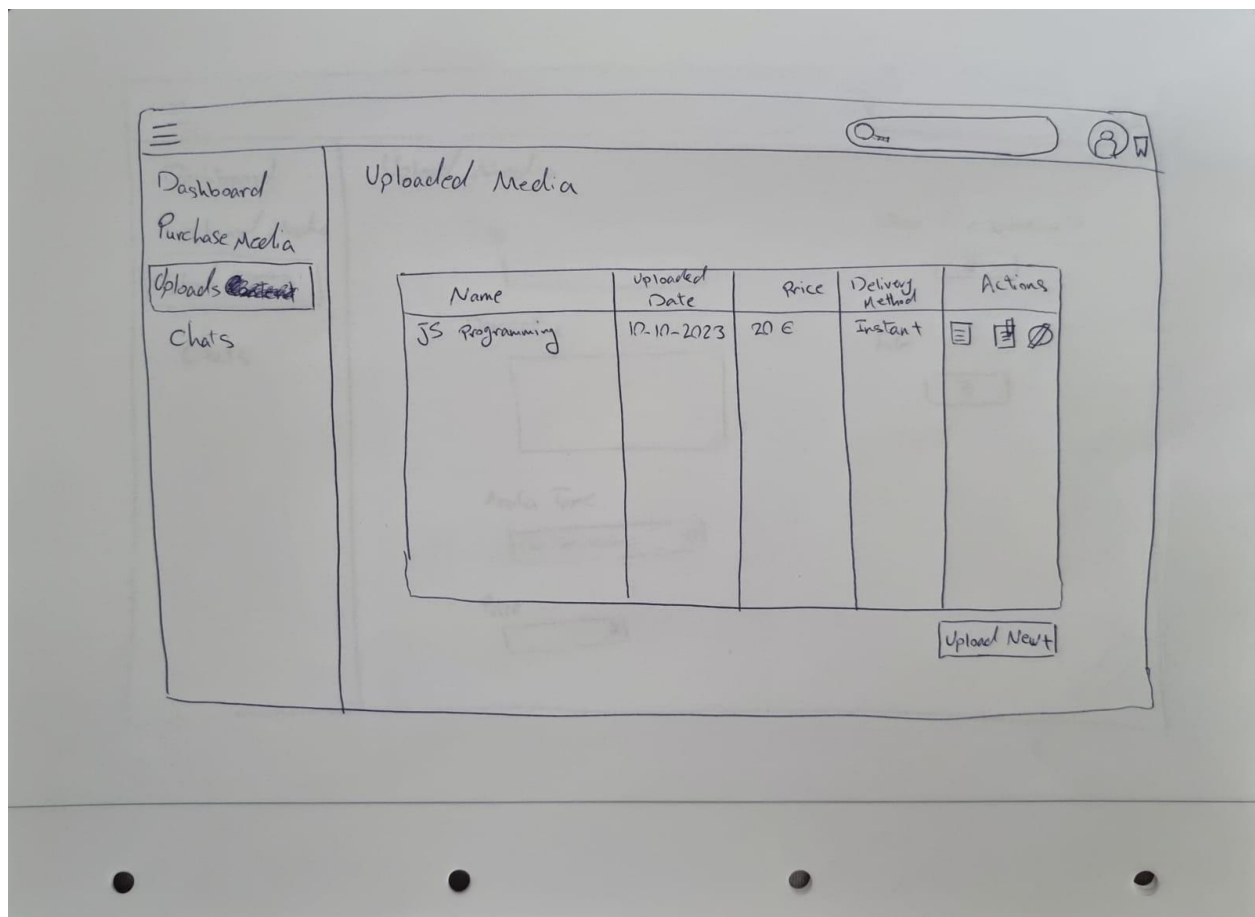 Dashboard
Purchase Media
Uploads
Chats
Uploaded Media
Name
Uploaded
Date
Price
Delivery
Method
Actions
JS Programming
10-10-2023
20 €
Instant
Upload New+